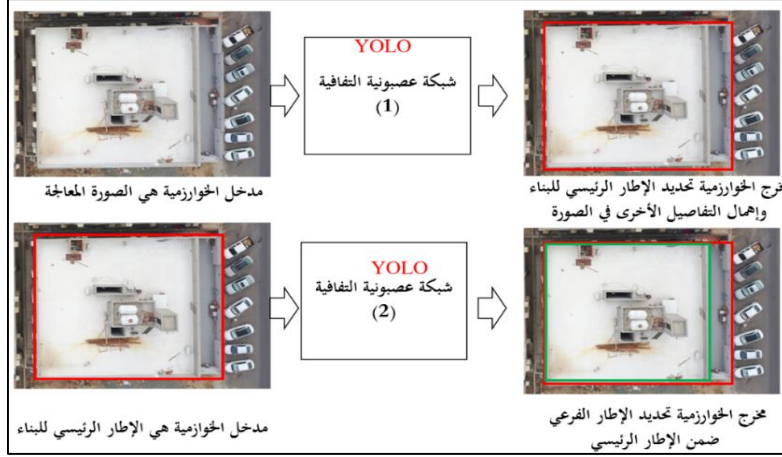 YOLO
شبكة عصبونية التفافية
(1)
مدخل الخوارزمية هي الصورة المعالجة
خرج الخوارزمية تحديد الإطار الرئيسي للبناء
وإهمال التفاصيل الأخرى في الصورة
YOLO
شبكة عصبونية التفافية
(2)
مدخل الخوازمية هي الإطار الرئيسي للبناء
مخرج الخوارزمية تحديد الإطار الفرعي
ضمن الإطار الرئيسي